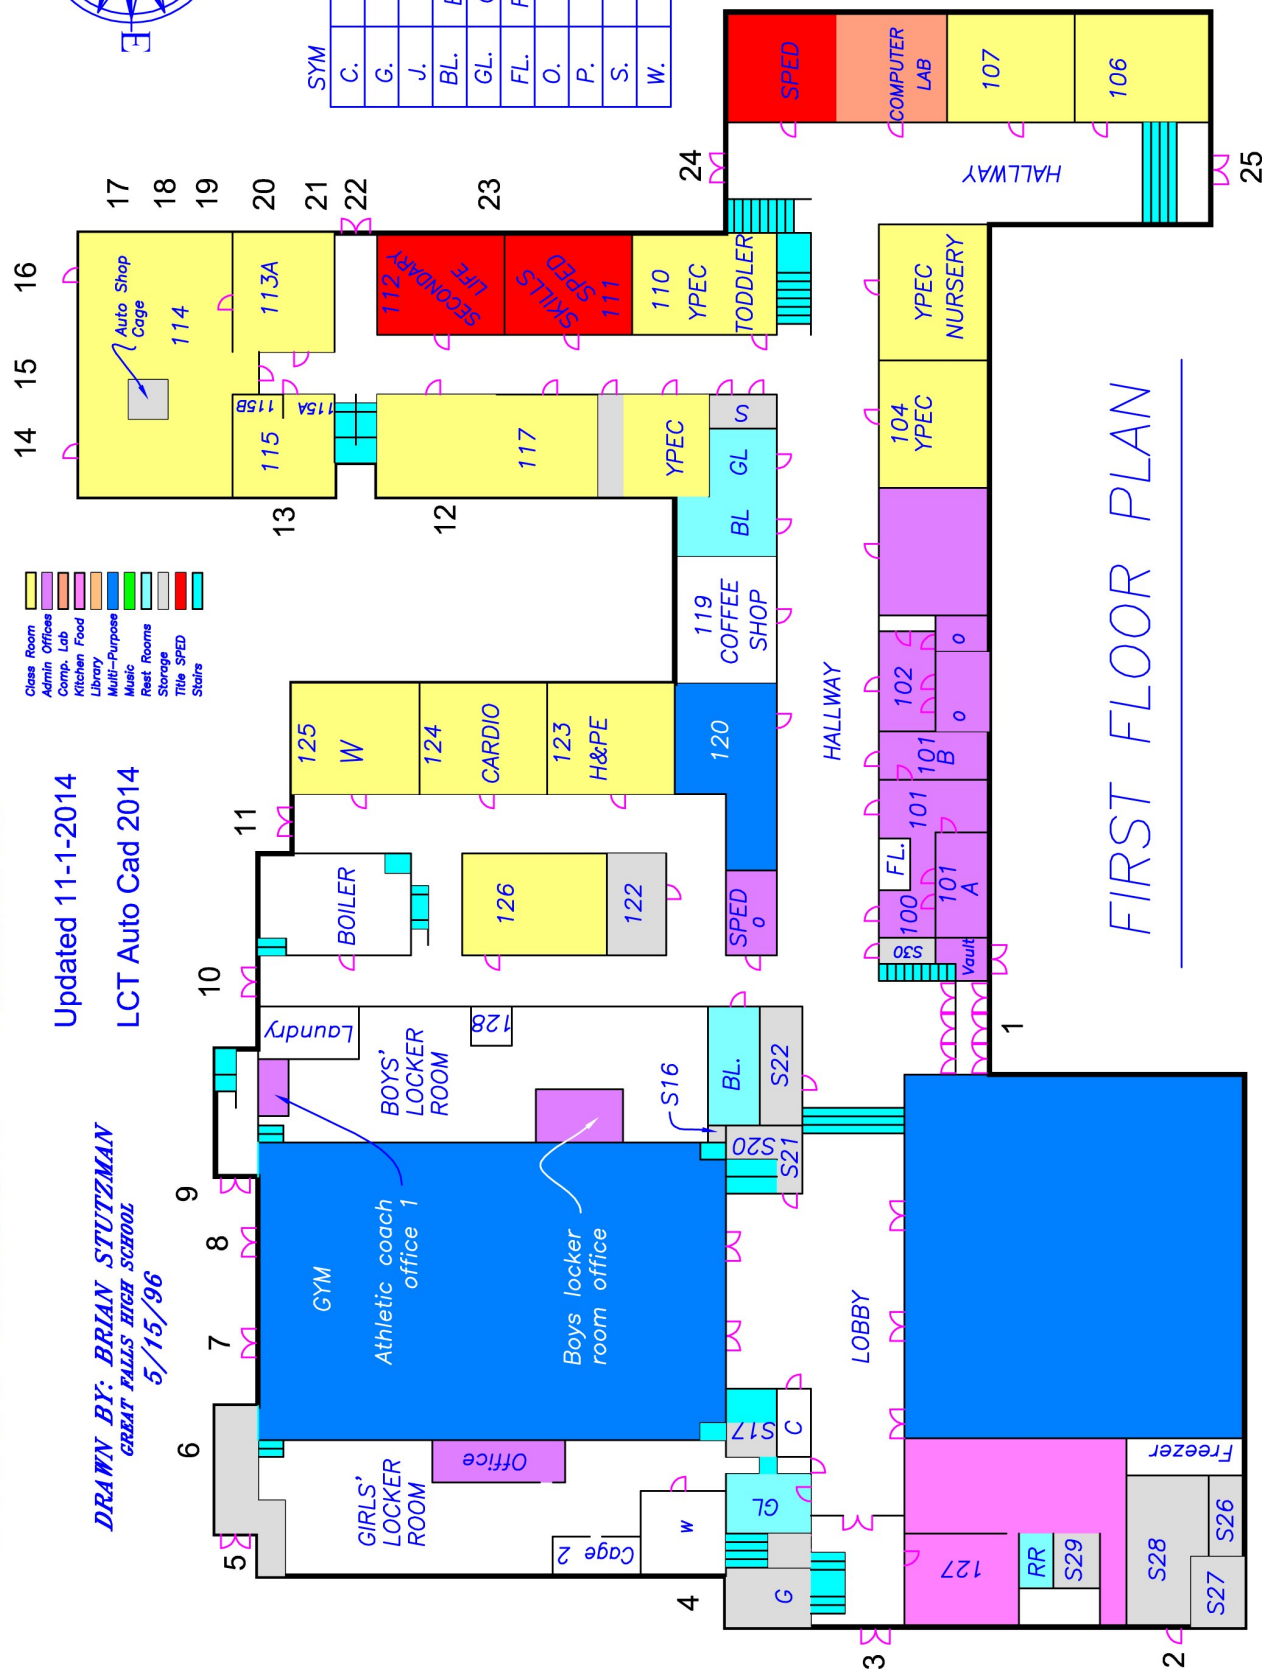 E
SYM
C.
G.
J.
BL.
GL.
FL.
O.
P.
S.
W.
DRAWN BY: BRIAN STUTZMAN
GREAT FALLS HIGH SCHOOL
5/15/96
Updated 11-1-2014
LCT Auto Cad 2014
Class Room
Admin Offices
Comp. Lab
Kitchen Food
Library
Multi-Purpose
Music
Rest Rooms
Storage
Title SPED
Stairs
14
15
16
17
18
19
20
21
22
23
24
25
13
12
11
10
9
8
7
6
5
4
3
2
1
Auto Shop
Cage
114
113A
115B
115A
115
112
SECONDARY
LIFE
SKILLS
SPED
111
110
YPEC
TODDLER
117
YPEC
S
GL
BL
119
COFFEE
SHOP
120
SPED
O
SPED
COMPUTER
LAB
107
106
HALLWAY
YPEC
NURSERY
104
YPEC
HALLWAY
102
O
O
101
B
101
FL.
101
A
100
S30
Vault
125
W
124
CARDIO
123
H&PE
BOILER
126
122
Laundry
128
BOYS'
LOCKER
ROOM
S16
BL.
S22
S20
S21
GYM
Athletic coach
office 1
Boys locker
room office
GIRLS'
LOCKER
ROOM
Office
Cage 2
W
S17
C
GL
G
LOBBY
127
RR
S29
S28
S27
S26
Freezer
FIRST FLOOR PLAN